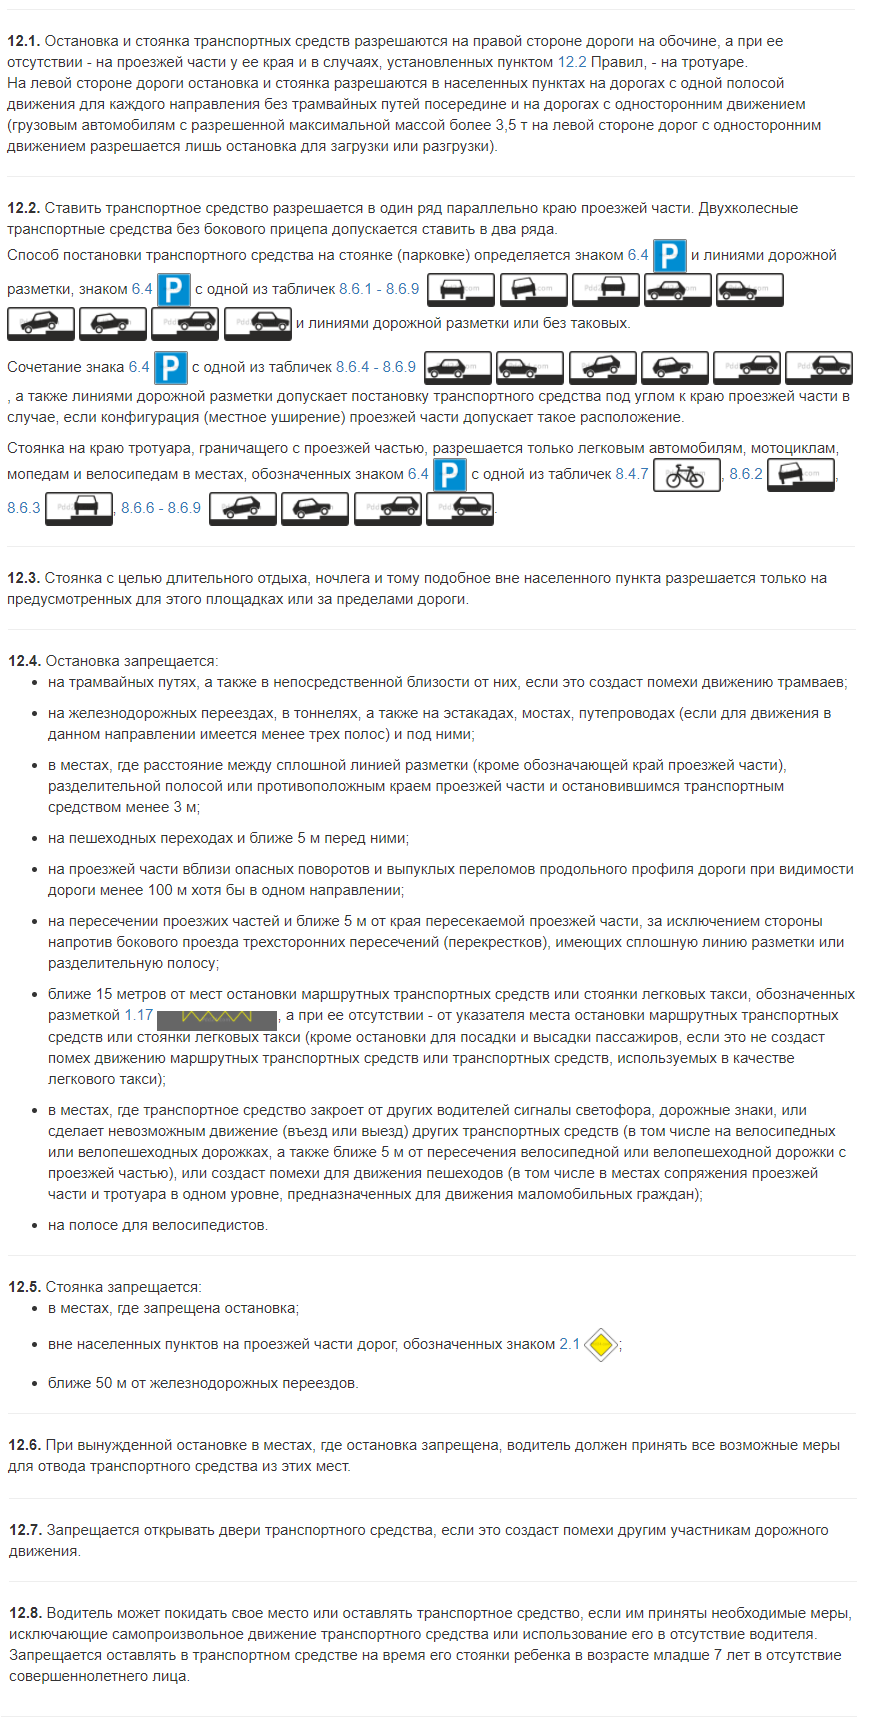 12.1. Остановка и стоянка транспортных средств разрешаются на правой стороне дороги на обочине, а при ее
отсутствии - на проезжей части у ее края и в случаях, установленных пунктом 12.2 Правил, - на тротуаре.
На левой стороне дороги остановка и стоянка разрешаются в населенных пунктах на дорогах с одной полосой
движения для каждого направления без трамвайных путей посередине и на дорогах с односторонним движением
(грузовым автомобилям с разрешенной максимальной массой более 3,5 т на левой стороне дорог с односторонним
движением разрешается лишь остановка для загрузки или разгрузки).
12.2. Ставить транспортное средство разрешается в один ряд параллельно краю проезжей части. Двухколесные
транспортные средства без бокового прицепа допускается ставить в два ряда.
Способ постановки транспортного средства на стоянке (парковке) определяется знаком 6.4 P и линиями дорожной
разметки, знаком 6.4 P с одной из табличек 8.6.1 - 8.6.9
и линиями дорожной разметки или без таковых.
Сочетание знака 6.4 P с одной из табличек 8.6.4 - 8.6.9
, а также линиями дорожной разметки допускает постановку транспортного средства под углом к краю проезжей части в
случае, если конфигурация (местное уширение) проезжей части допускает такое расположение.
Стоянка на краю тротуара, граничащего с проезжей частью, разрешается только легковым автомобилям, мотоциклам,
мопедам и велосипедам в местах, обозначенных знаком 6.4 P с одной из табличек 8.4.7 , 8.6.2 ,
8.6.3 , 8.6.6 - 8.6.9 .
12.3. Стоянка с целью длительного отдыха, ночлега и тому подобное вне населенного пункта разрешается только на
предусмотренных для этого площадках или за пределами дороги.
12.4. Остановка запрещается:
• на трамвайных путях, а также в непосредственной близости от них, если это создаст помехи движению трамваев;
• на железнодорожных переездах, в тоннелях, а также на эстакадах, мостах, путепроводах (если для движения в
данном направлении имеется менее трех полос) и под ними;
• в местах, где расстояние между сплошной линией разметки (кроме обозначающей край проезжей части),
разделительной полосой или противоположным краем проезжей части и остановившимся транспортным
средством менее 3 м;
• на пешеходных переходах и ближе 5 м перед ними;
• на проезжей части вблизи опасных поворотов и выпуклых переломов продольного профиля дороги при видимости
дороги менее 100 м хотя бы в одном направлении;
• на пересечении проезжих частей и ближе 5 м от края пересекаемой проезжей части, за исключением стороны
напротив бокового проезда трехсторонних пересечений (перекрестков), имеющих сплошную линию разметки или
разделительную полосу;
• ближе 15 метров от мест остановки маршрутных транспортных средств или стоянки легковых такси, обозначенных
разметкой 1.17 , а при ее отсутствии - от указателя места остановки маршрутных транспортных
средств или стоянки легковых такси (кроме остановки для посадки и высадки пассажиров, если это не создаст
помех движению маршрутных транспортных средств или транспортных средств, используемых в качестве
легкового такси);
• в местах, где транспортное средство закроет от других водителей сигналы светофора, дорожные знаки, или
сделает невозможным движение (въезд или выезд) других транспортных средств (в том числе на велосипедных
или велопешеходных дорожках, а также ближе 5 м от пересечения велосипедной или велопешеходной дорожки с
проезжей частью), или создаст помехи для движения пешеходов (в том числе в местах сопряжения проезжей
части и тротуара в одном уровне, предназначенных для движения маломобильных граждан);
• на полосе для велосипедистов.
12.5. Стоянка запрещается:
• в местах, где запрещена остановка;
• вне населенных пунктов на проезжей части дорог, обозначенных знаком 2.1 ;
• ближе 50 м от железнодорожных переездов.
12.6. При вынужденной остановке в местах, где остановка запрещена, водитель должен принять все возможные меры
для отвода транспортного средства из этих мест.
12.7. Запрещается открывать двери транспортного средства, если это создаст помехи другим участникам дорожного
движения.
12.8. Водитель может покидать свое место или оставлять транспортное средство, если им приняты необходимые меры,
исключающие самопроизвольное движение транспортного средства или использование его в отсутствие водителя.
Запрещается оставлять в транспортном средстве на время его стоянки ребенка в возрасте младше 7 лет в отсутствие
совершеннолетнего лица.